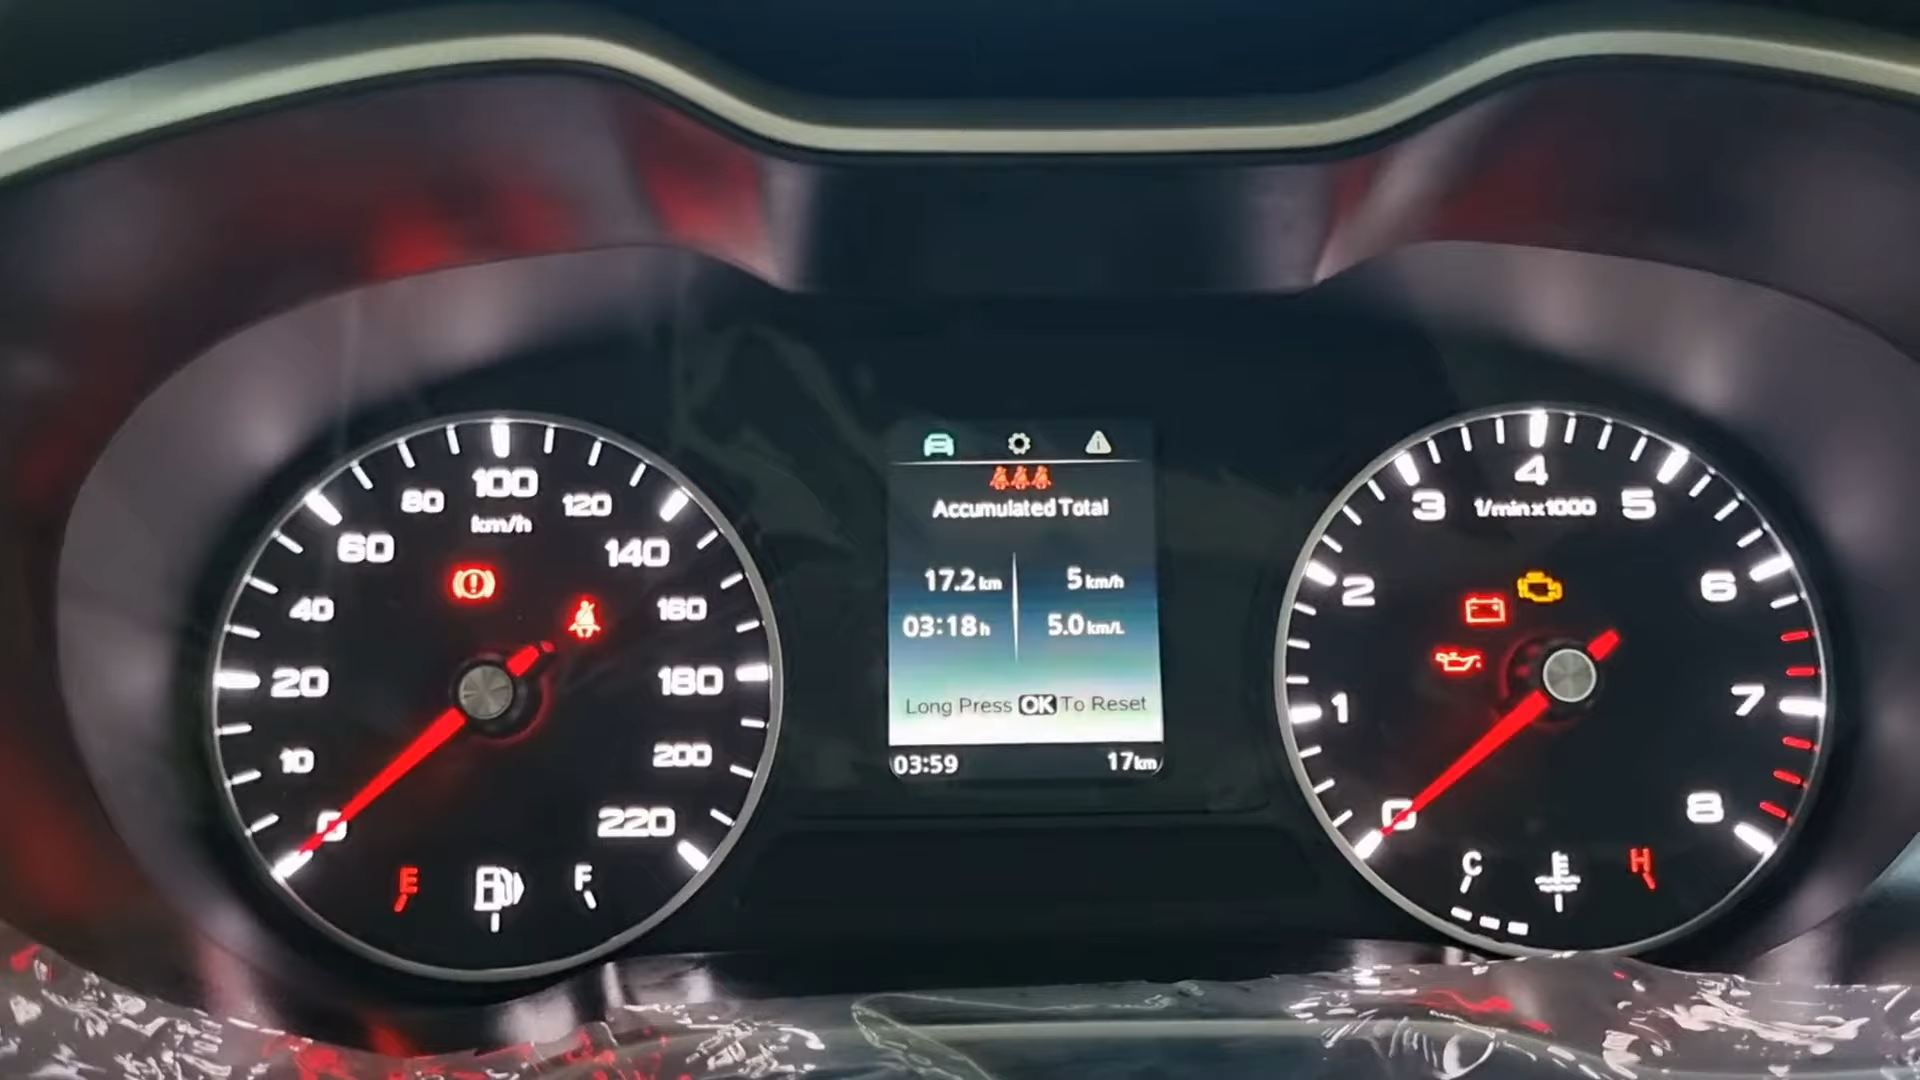 100
80
120
km/h
60
140
40
160
20
180
10
200
0
220
E
F
Accumulated Total
17.2 km
5 km/h
03:18 h
5.0 km/L
Long Press OK To Reset
03:59
17 km
4
3
5
1/min x 1000
2
6
1
7
0
8
C
H